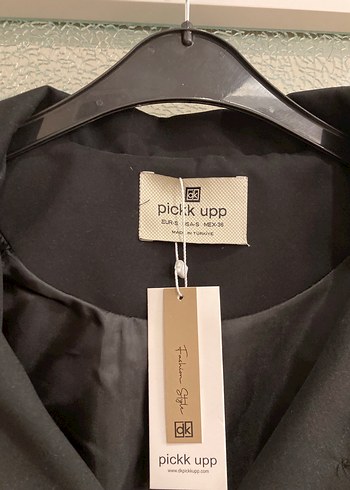 dk
pickk upp
EUR-S USA-S MEX-36
MADE IN TÜRKİYE
Fashion Style
dk
pickk upp
www.dkpickkupp.com